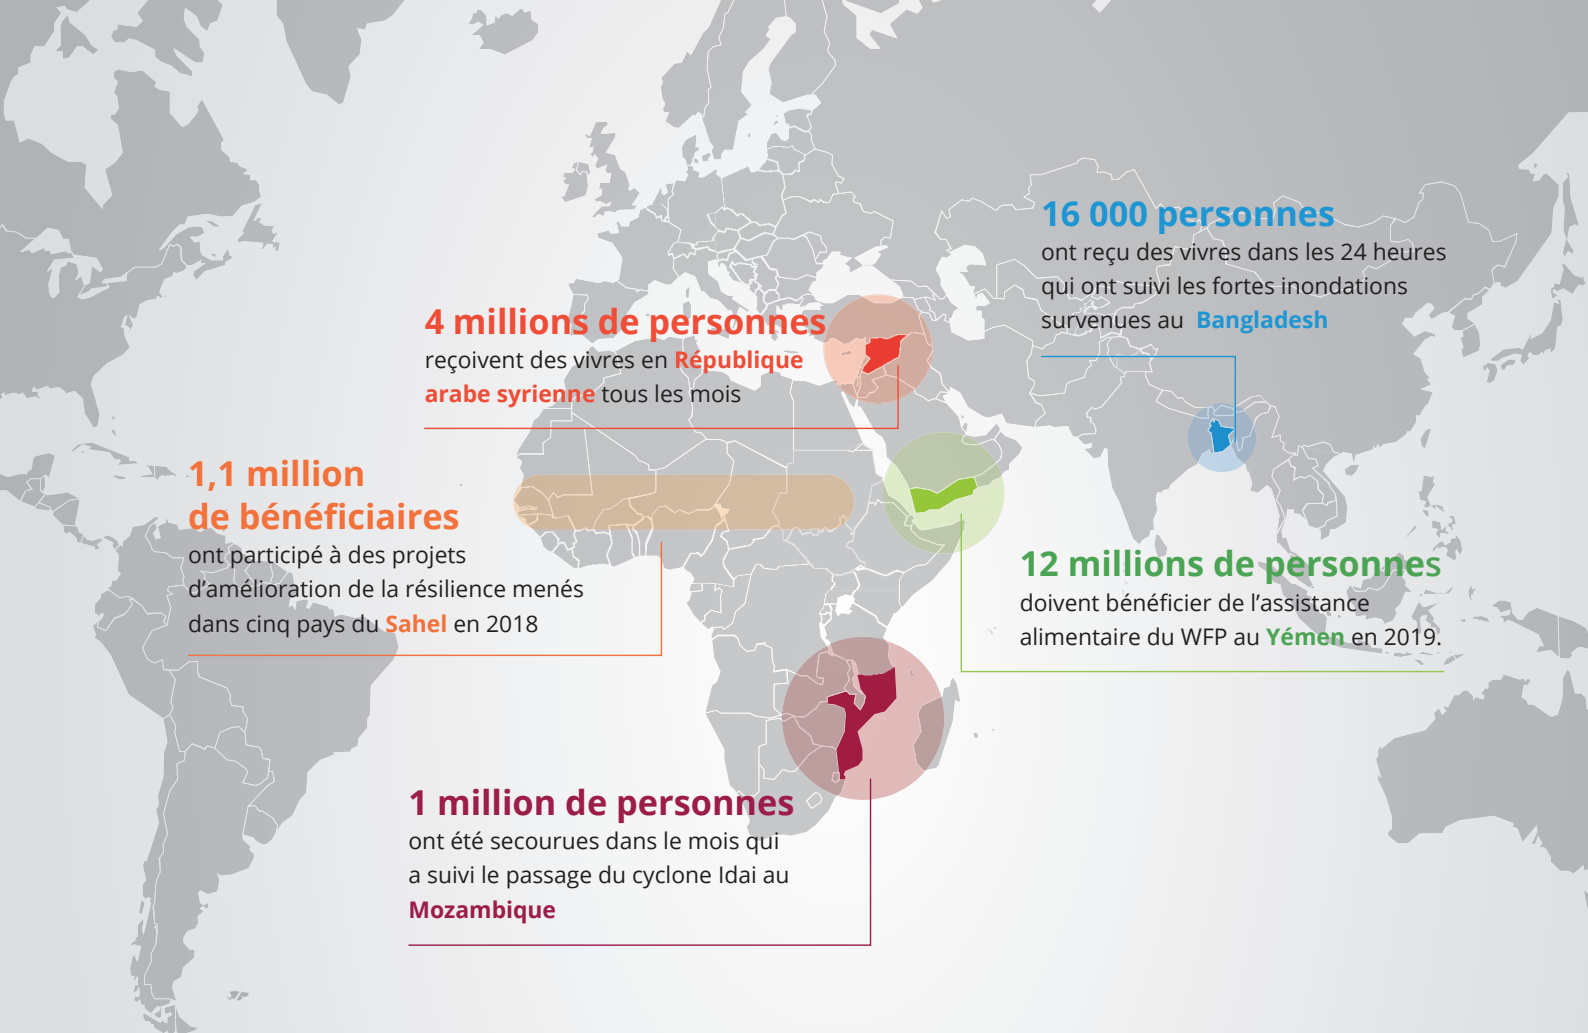 16 000 personnes
ont reçu des vivres dans les 24 heures
qui ont suivi les fortes inondations
survenues au Bangladesh
4 millions de personnes
reçoivent des vivres en République
arabe syrienne tous les mois
1,1 million
de bénéficiaires
ont participé à des projets
d’amélioration de la résilience menés
dans cinq pays du Sahel en 2018
12 millions de personnes
doivent bénéficier de l’assistance
alimentaire du WFP au Yémen en 2019.
1 million de personnes
ont été secourues dans le mois qui
a suivi le passage du cyclone Idai au
Mozambique